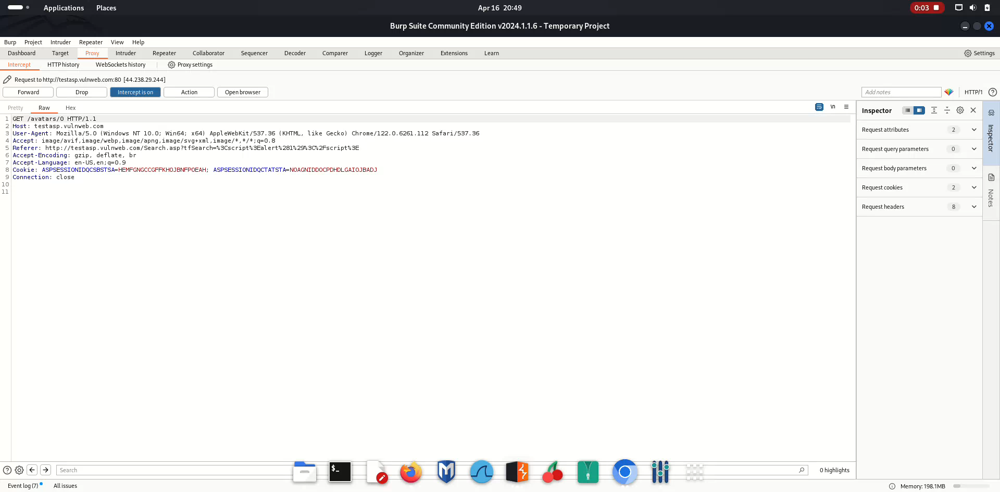 Applications Places Apr 16 20:49 0:03
Burp Suite Community Edition v2024.1.1.6 - Temporary Project
Burp Project Intruder Repeater View Help
Dashboard Target Proxy Intruder Repeater Collaborator Sequencer Decoder Comparer Logger Organizer Extensions Learn Settings
Intercept HTTP history WebSockets history Proxy settings
Request to http://testasp.vulnweb.com:80 [44.238.29.244]
Forward Drop Intercept is on Action Open browser Add notes HTTP/1
Pretty Raw Hex \n
Inspector
1 GET /avatars/0 HTTP/1.1
2 Host: testasp.vulnweb.com
3 User-Agent: Mozilla/5.0 (Windows NT 10.0; Win64; x64) AppleWebKit/537.36 (KHTML, like Gecko) Chrome/122.0.6261.112 Safari/537.36
4 Accept: image/avif,image/webp,image/apng,image/svg+xml,image/*,*/*;q=0.8
5 Referer: http://testasp.vulnweb.com/Search.asp?tfSearch=%3Cscript%3Ealert%281%29%3C%2Fscript%3E
6 Accept-Encoding: gzip, deflate, br
7 Accept-Language: en-US,en;q=0.9
8 Cookie: ASPSESSIONIDQCSBSTSA=HEMFGNGCCGFFKHOJBNFPOEAH; ASPSESSIONIDQCTATSTA=NOAGNIDDOCPDHDLGAIOJBADJ
9 Connection: close
10
11
Request attributes 2
Request query parameters 0
Request body parameters 0
Request cookies 2
Request headers 8
Inspector
Notes
Search 0 highlights
$_
Event log (7) All issues Memory: 198.1MB